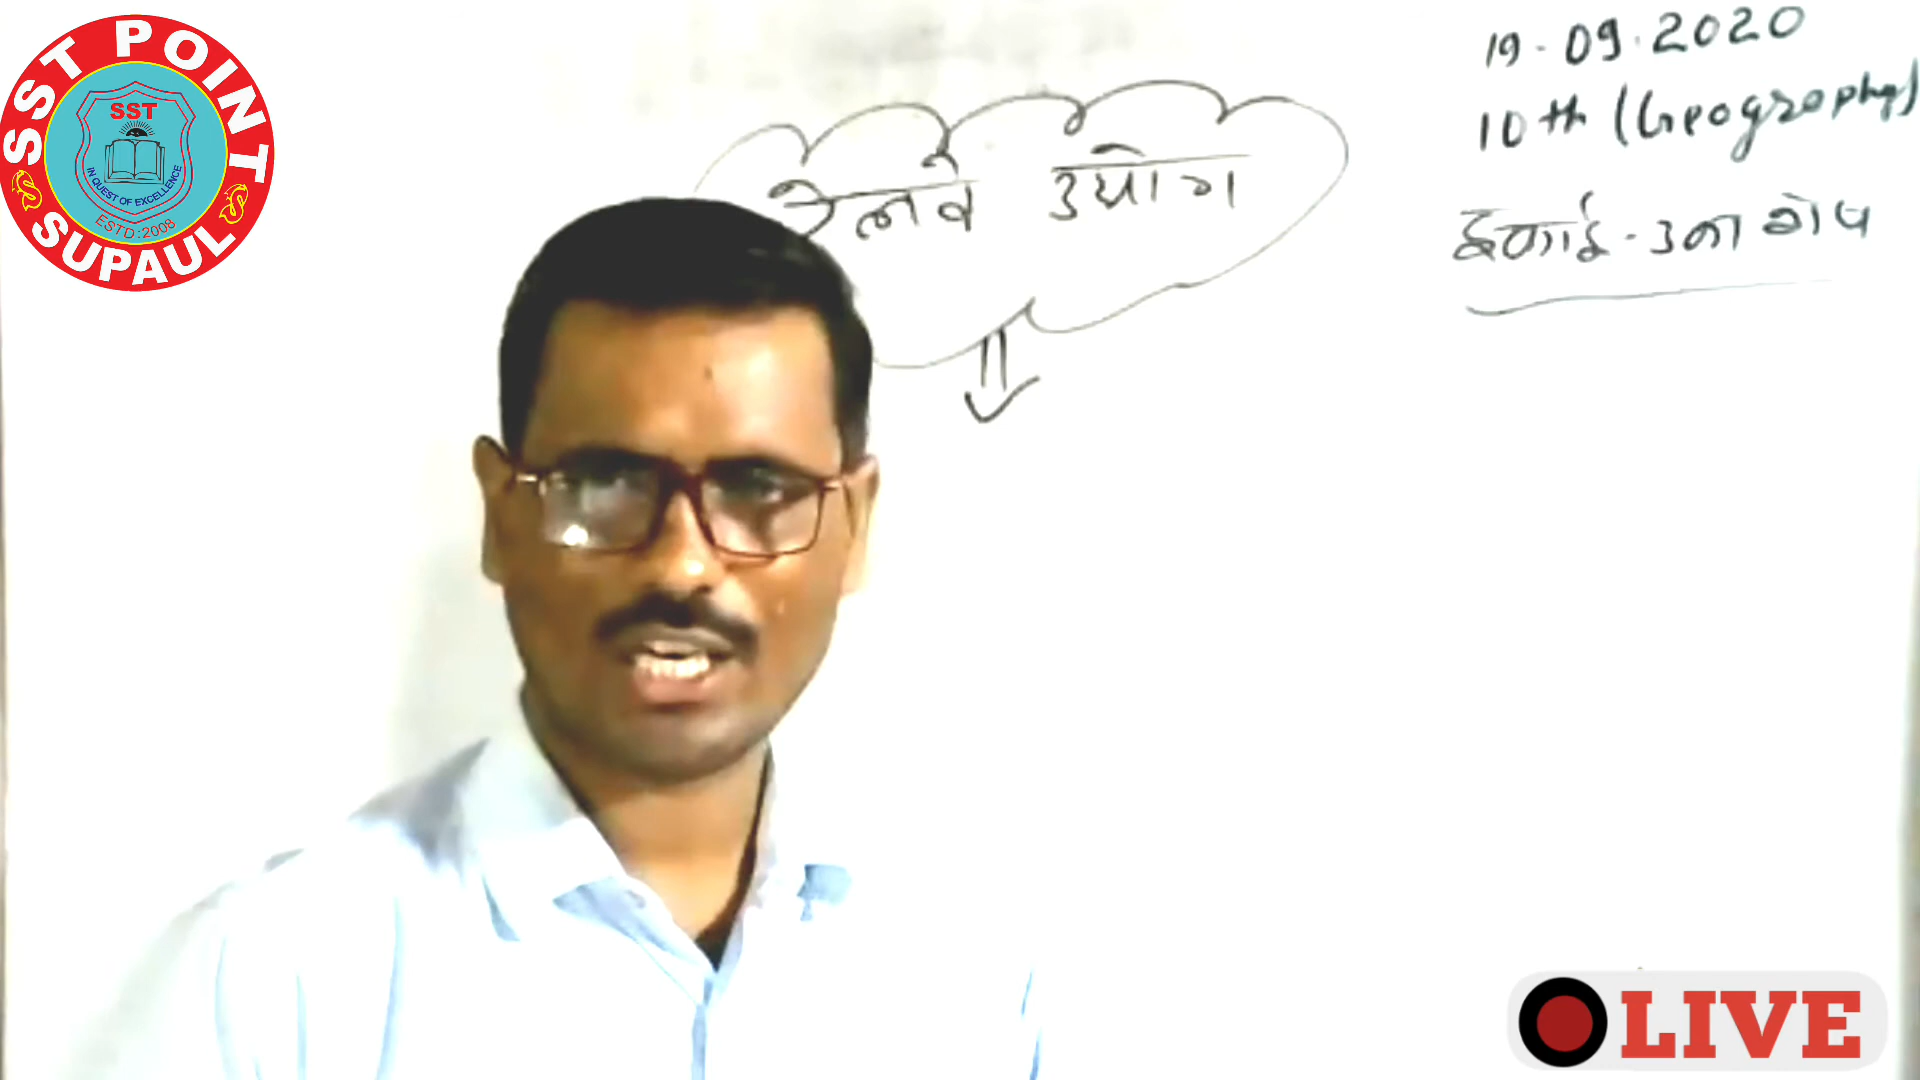 SST POINT
SST
IN QUEST OF EXCELLENCE
ESTD:2008
SUPAUL
19-09.2020
10th (Geography)
रेलवे उद्योग
इकाई-3 का शेष
LIVE